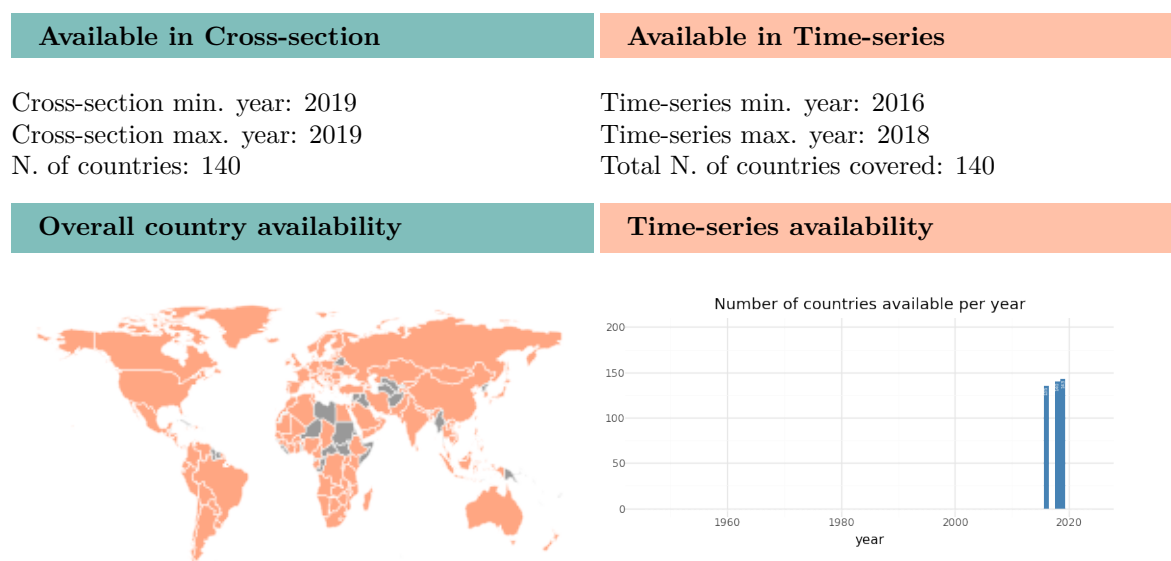 Available in Cross-section
Available in Time-series
Cross-section min. year: 2019
Cross-section max. year: 2019
N. of countries: 140
Time-series min. year: 2016
Time-series max. year: 2018
Total N. of countries covered: 140
Overall country availability
Time-series availability
Number of countries available per year
200
150
100
50
0
1960
1980
2000
2020
year